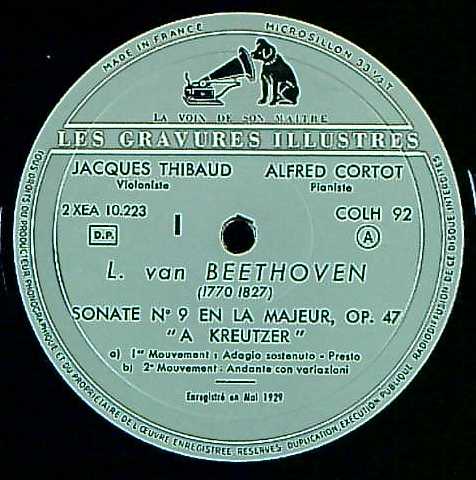 MADE IN FRANCE
MICROSILLON 33 1/3 T.
LA VOIX DE SON MAITRE
LES GRAVURES ILLUSTRES
JACQUES THIBAUD ALFRED CORTOT
Violoniste Pianiste
2 XEA 10.223 I COLH 92
D.P. A
L. van BEETHOVEN
(1770 1827)
SONATE Nº 9 EN LA MAJEUR, OP. 47
"A KREUTZER"
a) 1er Mouvement : Adagio sostenuto - Presto
b) 2e Mouvement : Andante con variazioni
Enregistré en Mai 1929
TOUS DROITS DU PRODUCTEUR PHONOGRAPHIQUE ET DU PROPRIETAIRE DE L'ŒUVRE ENREGISTREE RESERVES. DUPLICATION, EXECUTION PUBLIQUE, RADIODIFFUSION DE CE DISQUE INTERDITES